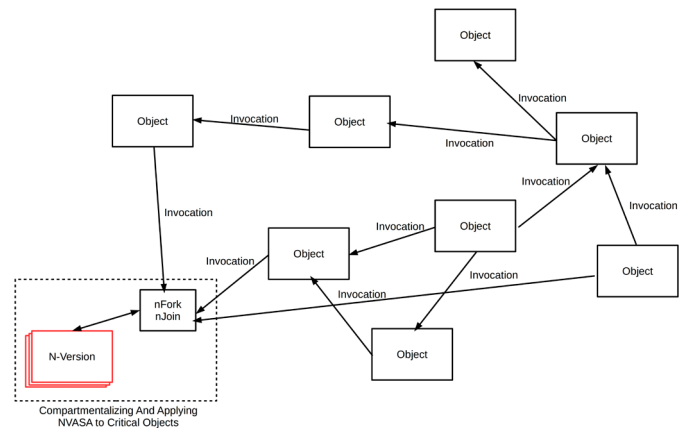 Object
Invocation
Object
Object
Invocation
Invocation
Object
Invocation
Invocation
Object
Invocation
Invocation
Object
Invocation
Invocation
Object
nFork
nJoin
Invocation
N-Version
Object
Compartmentalizing And Applying
NVASA to Critical Objects